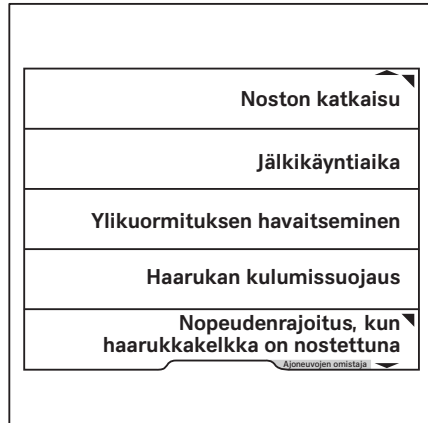 Noston katkaisu
Jälkikäyntiaika
Ylikuormituksen havaitseminen
Haarukan kulumissuojaus
Nopeudenrajoitus, kun
haarukkakelkka on nostettuna
Ajoneuvojen omistaja